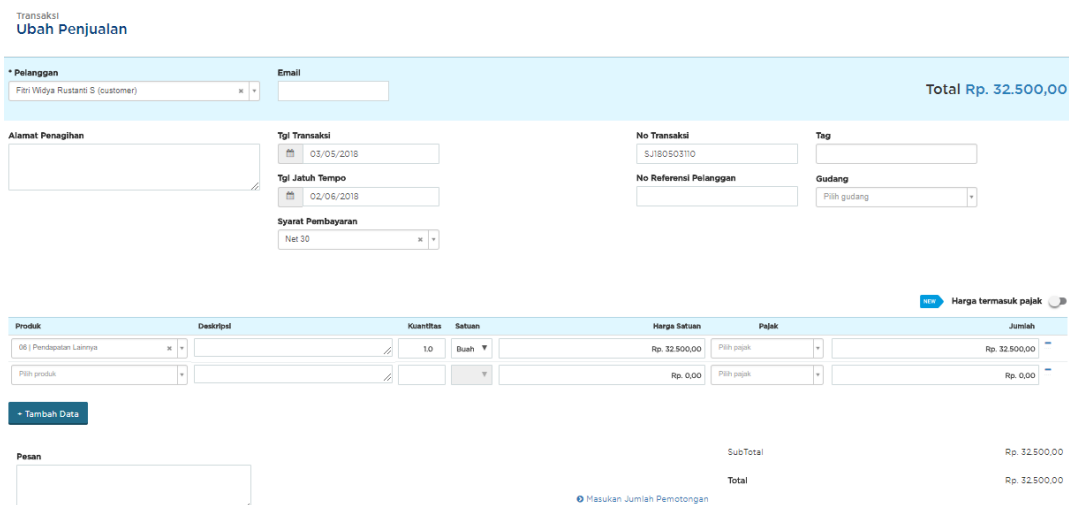 Transaksi
Ubah Penjualan
* Pelanggan
Email
Fitri Widya Rustanti S (customer)
Total Rp. 32.500,00
Alamat Penagihan
Tgl Transaksi
No Transaksi
Tag
03/05/2018
SJ180503110
Tgl Jatuh Tempo
No Referensi Pelanggan
Gudang
02/06/2018
Pilih gudang
Syarat Pembayaran
Net 30
NEW Harga termasuk pajak
Produk Deskripsi Kuantitas Satuan Harga Satuan Pajak Jumlah
06 | Pendapatan Lainnya 1.0 Buah Rp. 32.500,00 Pilih pajak Rp. 32.500,00
Pilih produk Rp. 0,00 Pilih pajak Rp. 0,00
+ Tambah Data
SubTotal Rp. 32.500,00
Pesan
Total Rp. 32.500,00
Masukan Jumlah Pemotongan